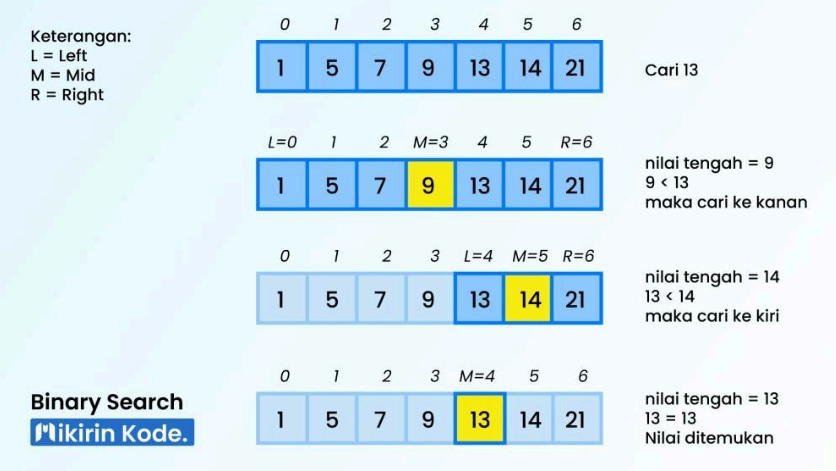 Keterangan:
L = Left
M = Mid
R = Right
0 1 2 3 4 5 6
1 5 7 9 13 14 21
Cari 13
L=0 1 2 M=3 4 5 R=6
1 5 7 9 13 14 21
nilai tengah = 9
9 < 13
maka cari ke kanan
0 1 2 3 L=4 M=5 R=6
1 5 7 9 13 14 21
nilai tengah = 14
13 < 14
maka cari ke kiri
0 1 2 3 M=4 5 6
1 5 7 9 13 14 21
nilai tengah = 13
13 = 13
Nilai ditemukan
Binary Search
Mikirin Kode.